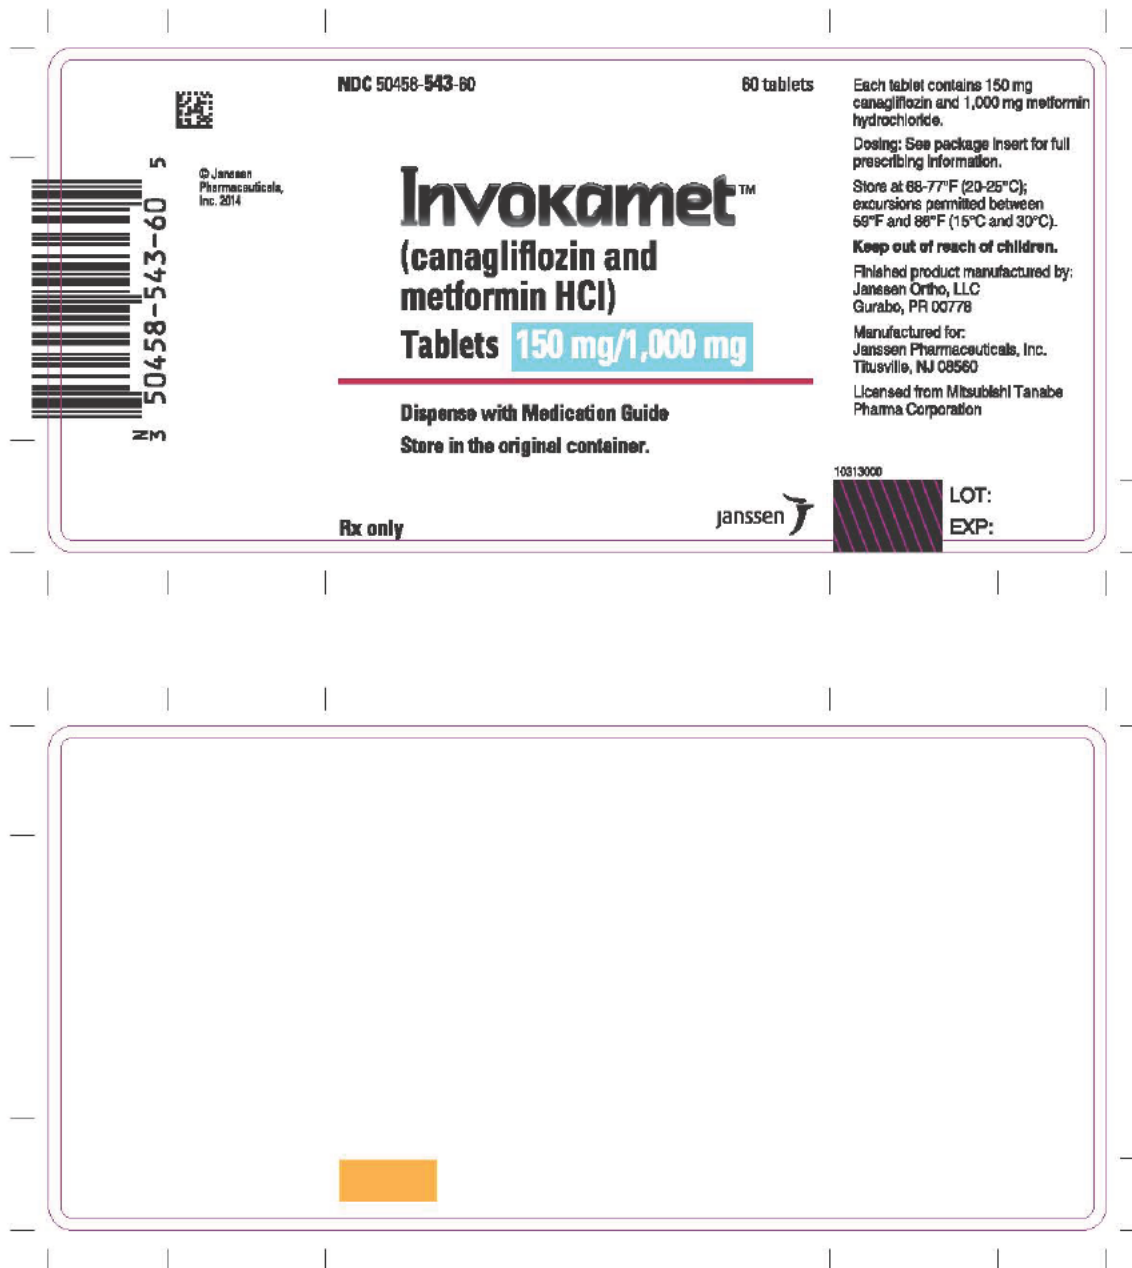 NDC 50458-543-60
60 tablets
Invokamet™
(canagliflozin and
metformin HCl)
Tablets 150 mg/1,000 mg
Dispense with Medication Guide
Store in the original container.
Rx only
janssen
© Janssen
Pharmaceuticals,
Inc. 2014
N
3 50458-543-60 5
Each tablet contains 150 mg
canagliflozin and 1,000 mg metformin
hydrochloride.
Dosing: See package insert for full
prescribing information.
Store at 68-77°F (20-25°C);
excursions permitted between
59°F and 86°F (15°C and 30°C).
Keep out of reach of children.
Finished product manufactured by:
Janssen Ortho, LLC
Gurabo, PR 00778
Manufactured for:
Janssen Pharmaceuticals, Inc.
Titusville, NJ 08560
Licensed from Mitsubishi Tanabe
Pharma Corporation
10313000
LOT:
EXP: